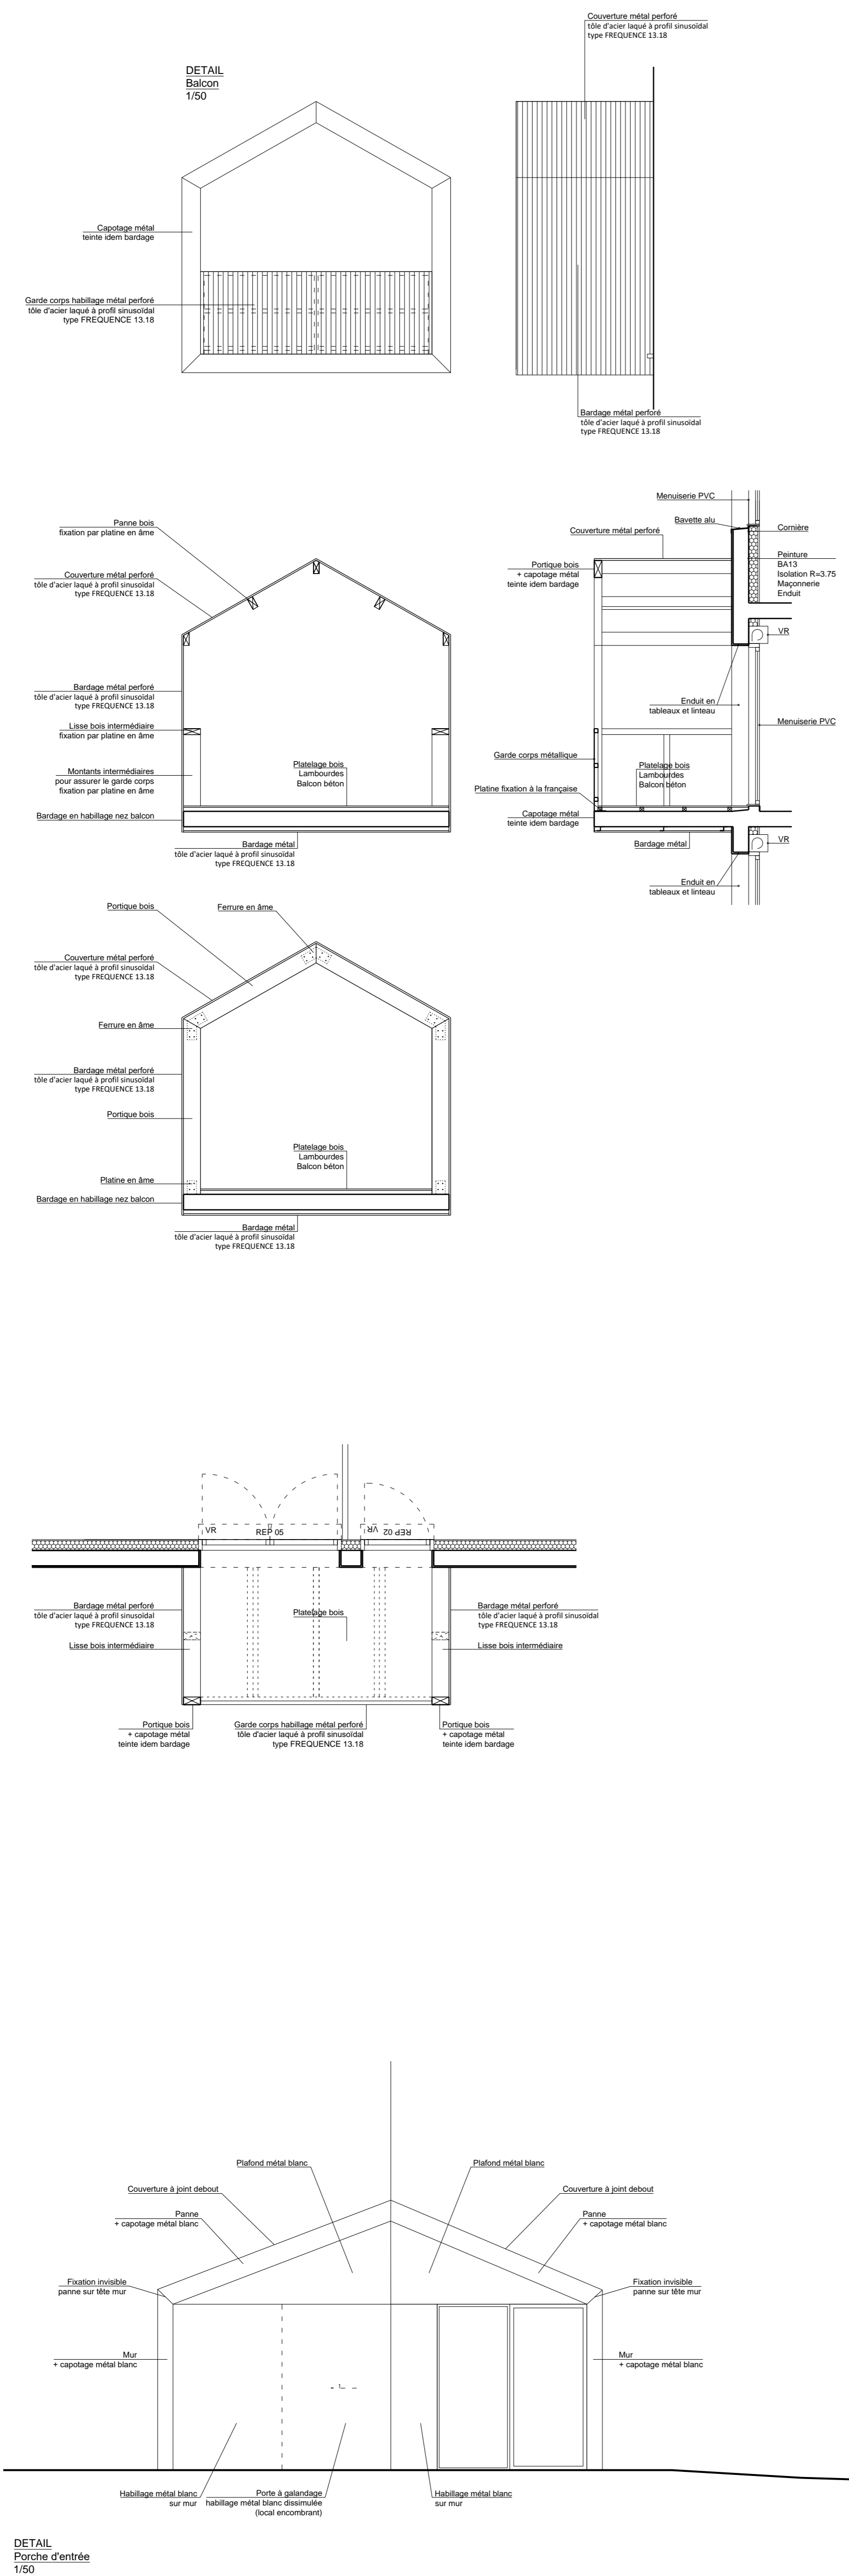 Couverture métal perforé
tôle d'acier laqué à profil sinusoïdal
type FREQUENCE 13.18
DETAIL
Balcon
1/50
Capotage métal
teinte idem bardage
Garde corps habillage métal perforé
tôle d'acier laqué à profil sinusoïdal
type FREQUENCE 13.18
Bardage métal perforé
tôle d'acier laqué à profil sinusoïdal
type FREQUENCE 13.18
Panne bois
fixation par platine en âme
Couverture métal perforé
tôle d'acier laqué à profil sinusoïdal
type FREQUENCE 13.18
Bardage métal perforé
tôle d'acier laqué à profil sinusoïdal
type FREQUENCE 13.18
Lisse bois intermédiaire
fixation par platine en âme
Montants intermédiaires
pour assurer le garde corps
fixation par platine en âme
Platelage bois
Lambourdes
Balcon béton
Bardage en habillage nez balcon
Bardage métal
tôle d'acier laqué à profil sinusoïdal
type FREQUENCE 13.18
Menuiserie PVC
Bavette alu
Couverture métal perforé
Cornière
Portique bois
+ capotage métal
teinte idem bardage
Peinture
BA13
Isolation R=3.75
Maçonnerie
Enduit
VR
Enduit en
tableaux et linteau
Menuiserie PVC
Garde corps métallique
Platelage bois
Lambourdes
Balcon béton
Platine fixation à la française
Capotage métal
teinte idem bardage
Bardage métal
VR
Enduit en
tableaux et linteau
Portique bois
Ferrure en âme
Couverture métal perforé
tôle d'acier laqué à profil sinusoïdal
type FREQUENCE 13.18
Ferrure en âme
Bardage métal perforé
tôle d'acier laqué à profil sinusoïdal
type FREQUENCE 13.18
Portique bois
Platelage bois
Lambourdes
Balcon béton
Platine en âme
Bardage en habillage nez balcon
Bardage métal
tôle d'acier laqué à profil sinusoïdal
type FREQUENCE 13.18
VR
REP 05
REP 02
VR
Bardage métal perforé
tôle d'acier laqué à profil sinusoïdal
type FREQUENCE 13.18
Platelage bois
Bardage métal perforé
tôle d'acier laqué à profil sinusoïdal
type FREQUENCE 13.18
Lisse bois intermédiaire
Lisse bois intermédiaire
Portique bois
+ capotage métal
teinte idem bardage
Garde corps habillage métal perforé
tôle d'acier laqué à profil sinusoïdal
type FREQUENCE 13.18
Portique bois
+ capotage métal
teinte idem bardage
Plafond métal blanc
Plafond métal blanc
Couverture à joint debout
Couverture à joint debout
Panne
+ capotage métal blanc
Panne
+ capotage métal blanc
Fixation invisible
panne sur tête mur
Fixation invisible
panne sur tête mur
Mur
+ capotage métal blanc
Mur
+ capotage métal blanc
Habillage métal blanc
sur mur
Porte à galandage
habillage métal blanc dissimulée
(local encombrant)
Habillage métal blanc
sur mur
DETAIL
Porche d'entrée
1/50